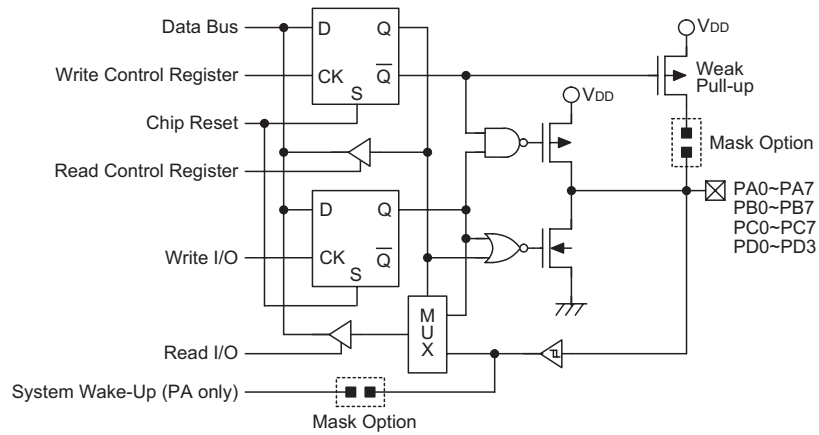 Data Bus
Write Control Register
Chip Reset
Read Control Register
Write I/O
Read I/O
System Wake-Up (PA only)
D
Q
CK
Q
S
D
Q
CK
Q
S
M
U
X
Mask Option
VDD
VDD
Weak
Pull-up
Mask Option
PA0~PA7
PB0~PB7
PC0~PC7
PD0~PD3